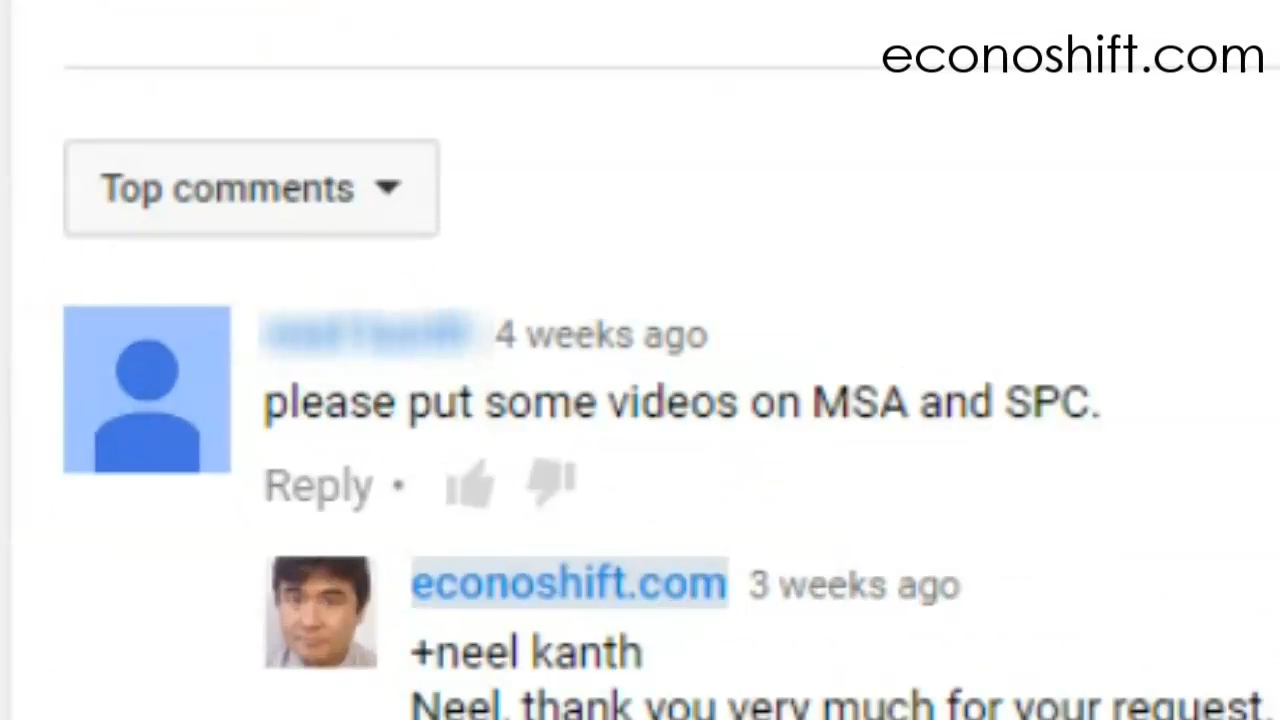 econoshift.com
Top comments
4 weeks ago
please put some videos on MSA and SPC.
Reply •
econoshift.com 3 weeks ago
+neel kanth
Neel, thank you very much for your request.